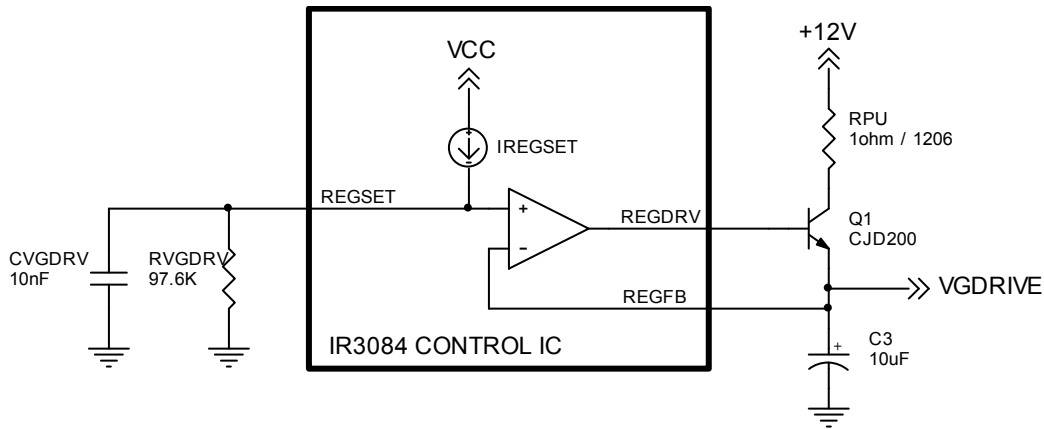 +12V
VCC
RPU
1ohm / 1206
IREGSET
REGSET
+
-
REGDRV
Q1
CJD200
CVGDRV
10nF
RVGDRV
97.6K
+
-
REGFB
VGDRIVE
IR3084 CONTROL IC
+
C3
10uF